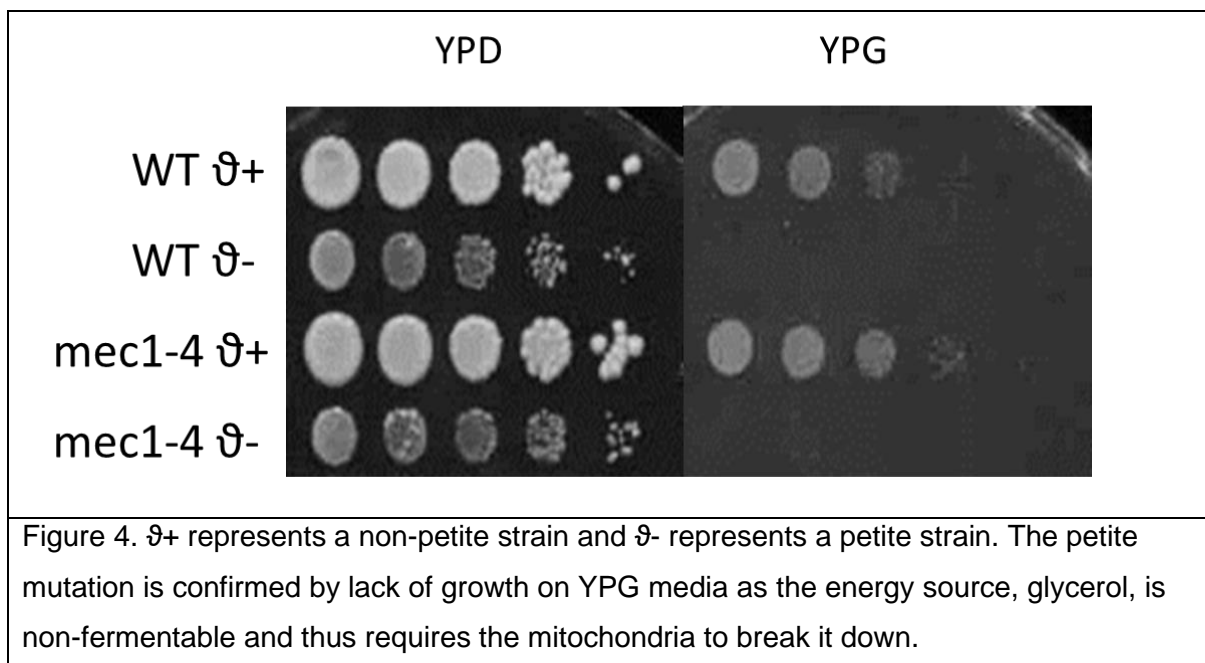 YPD YPG
WT ϑ+
WT ϑ-
mec1-4 ϑ+
mec1-4 ϑ-
Figure 4. ϑ+ represents a non-petite strain and ϑ- represents a petite strain. The petite
mutation is confirmed by lack of growth on YPG media as the energy source, glycerol, is
non-fermentable and thus requires the mitochondria to break it down.